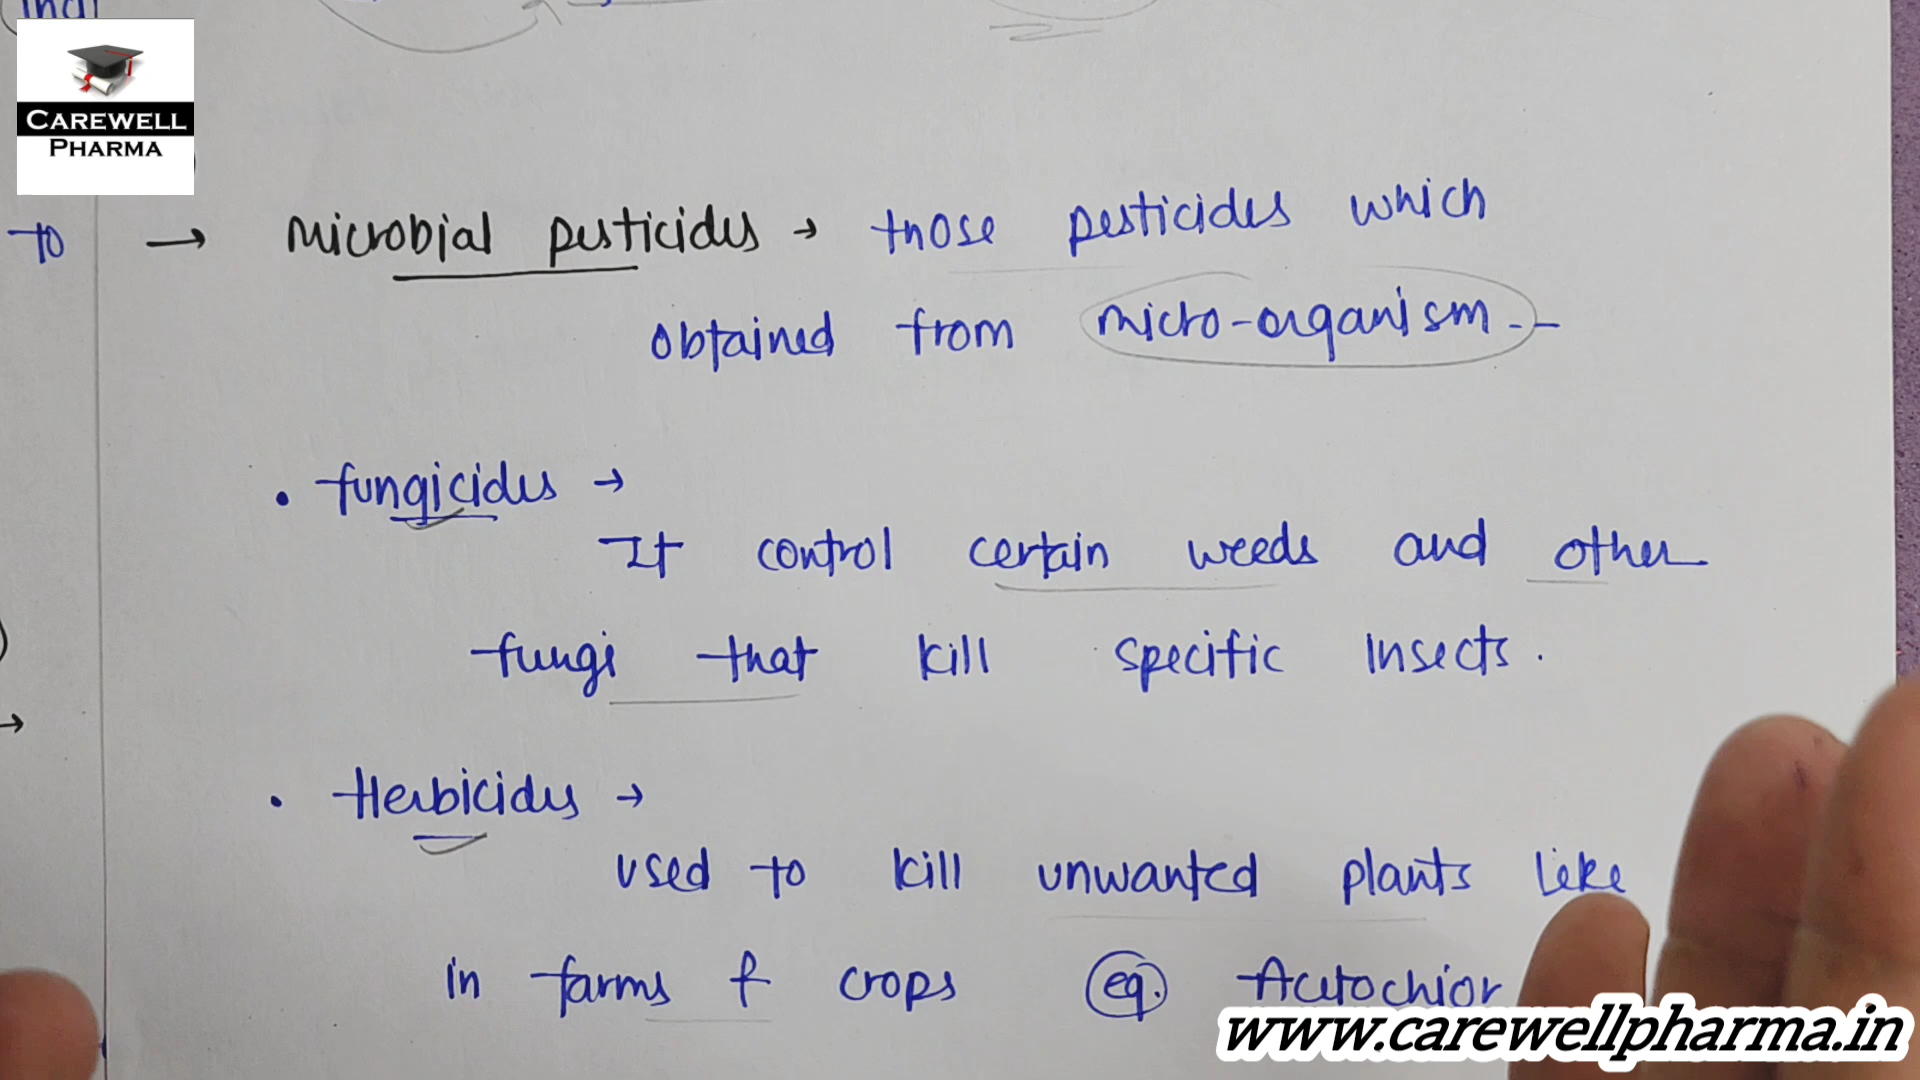 CAREWELL
PHARMA
to → Microbial pesticides → those pesticides which
obtained from micro-organism.
• fungicides →
It control certain weeds and other
fungi that kill specific insects.
→
• Herbicides →
used to kill unwanted plants like
in farms & crops eg. Acetochlor
www.carewellpharma.in